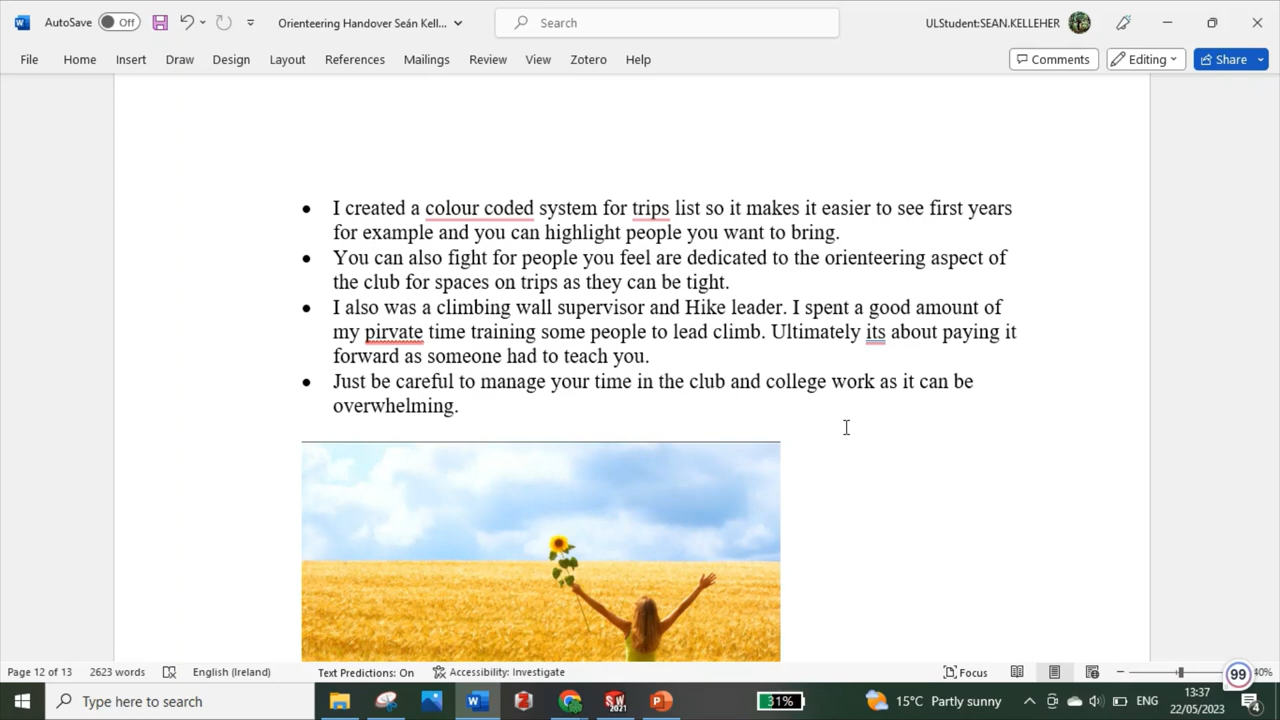 AutoSave Off Orienteering Handover Seán Kell... Search ULStudent:SEAN.KELLEHER
File Home Insert Draw Design Layout References Mailings Review View Zotero Help Comments Editing Share
• I created a colour coded system for trips list so it makes it easier to see first years
for example and you can highlight people you want to bring.
• You can also fight for people you feel are dedicated to the orienteering aspect of
the club for spaces on trips as they can be tight.
• I also was a climbing wall supervisor and Hike leader. I spent a good amount of
my pirvate time training some people to lead climb. Ultimately its about paying it
forward as someone had to teach you.
• Just be careful to manage your time in the club and college work as it can be
overwhelming.
Page 12 of 13 2623 words English (Ireland) Text Predictions: On Accessibility: Investigate Focus 99 40%
Type here to search W SW 2021 31% 15°C Partly sunny ENG 13:37
22/05/2023 4